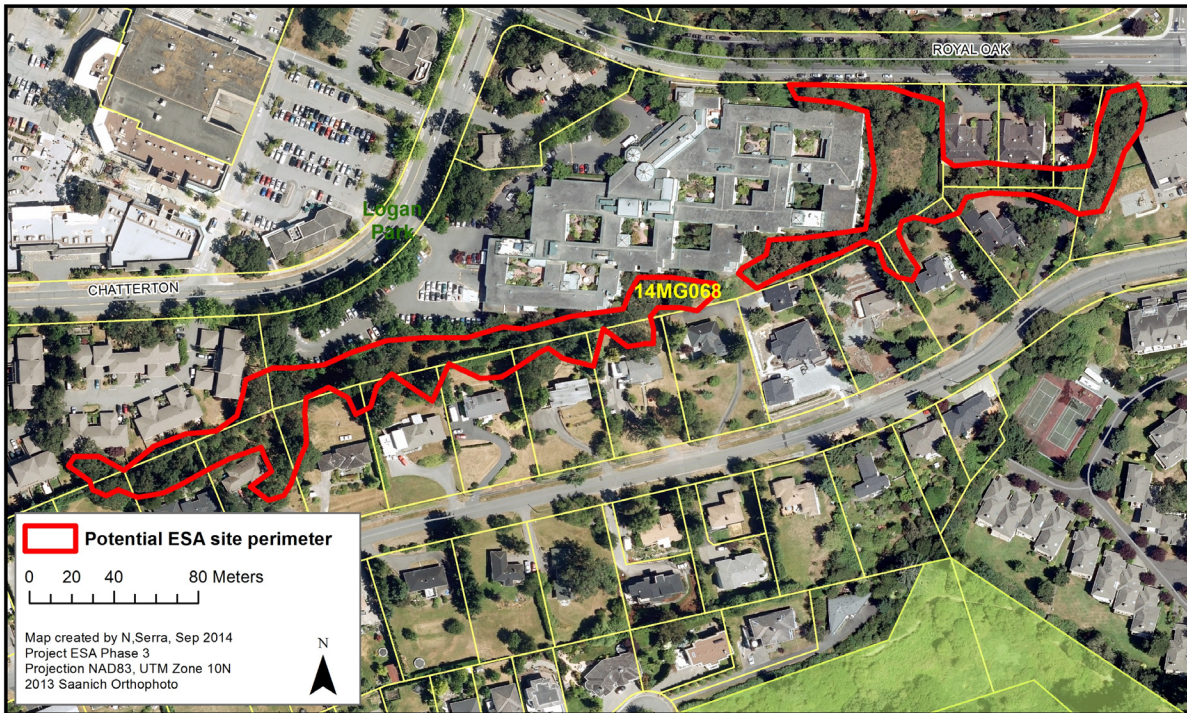 ROYAL OAK
Logan
Park
CHATTERTON
14MG068
Potential ESA site perimeter
0 20 40 80 Meters
Map created by N,Serra, Sep 2014
Project ESA Phase 3
Projection NAD83, UTM Zone 10N
2013 Saanich Orthophoto
N